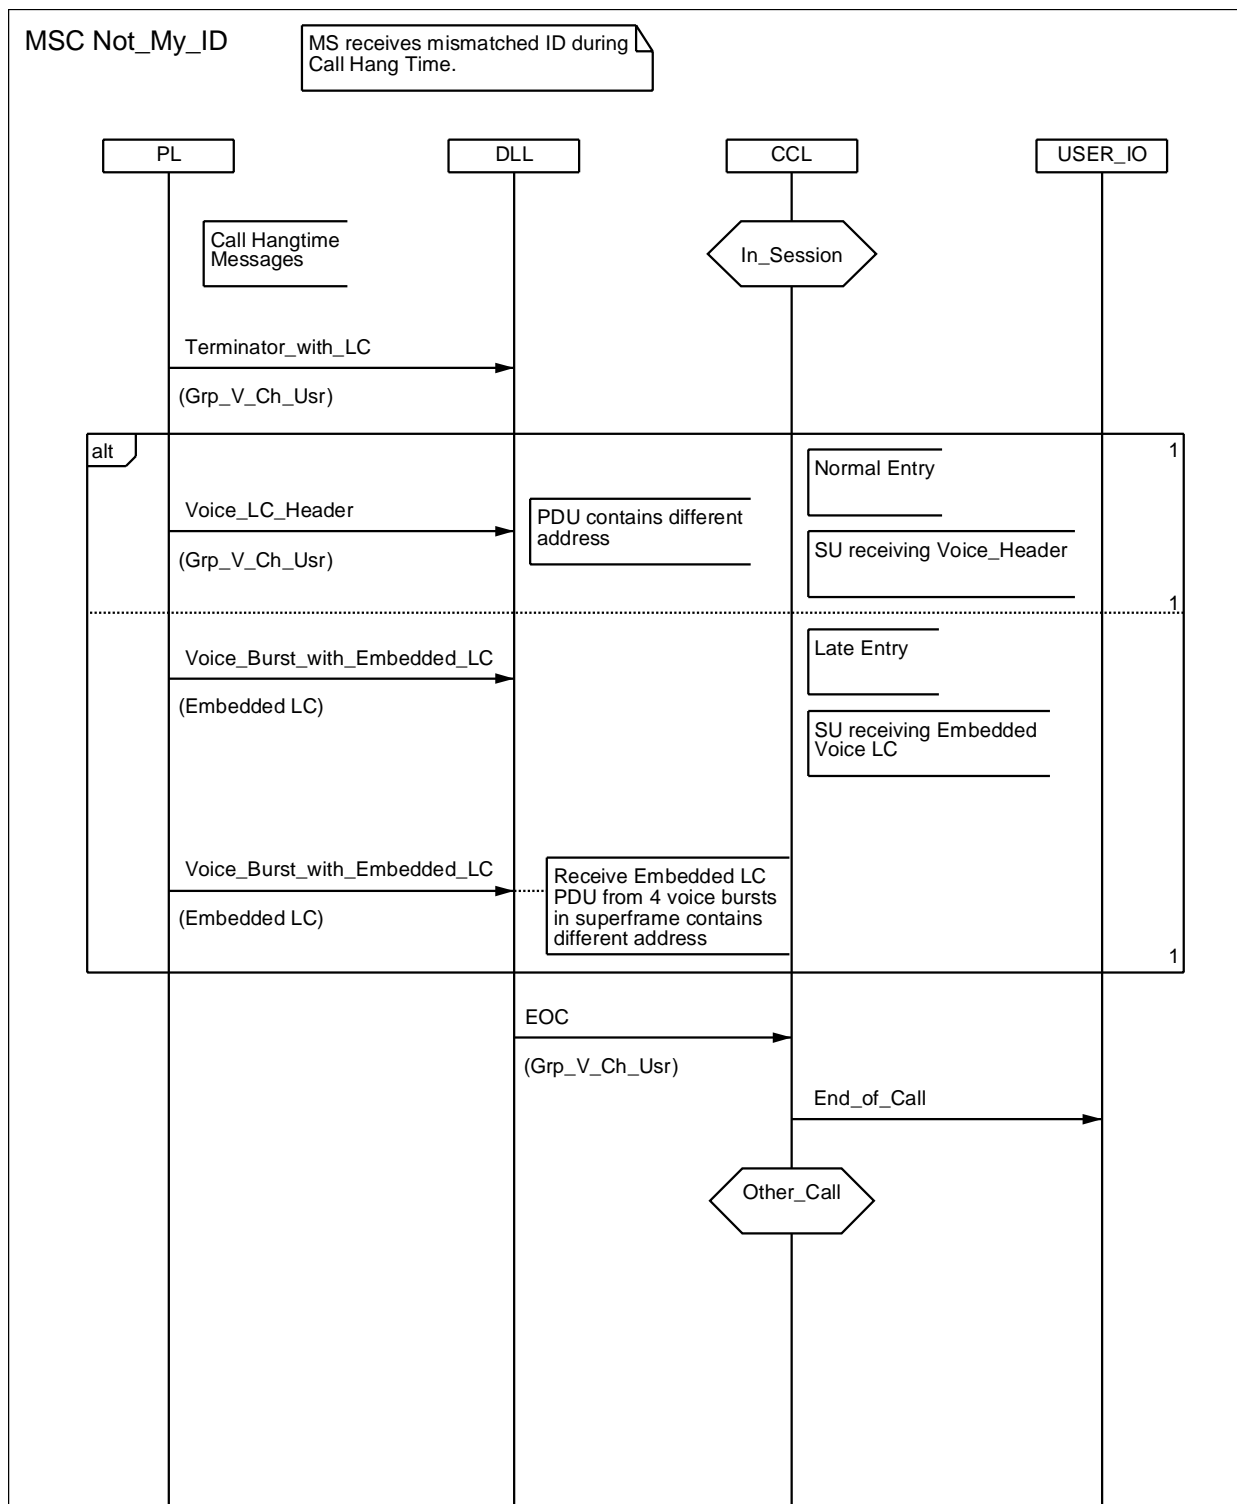 MSC Not_My_ID
MS receives mismatched ID during
Call Hang Time.
PL
DLL
CCL
USER_IO
Call Hangtime
Messages
In_Session
Terminator_with_LC
(Grp_V_Ch_Usr)
alt
1
Normal Entry
Voice_LC_Header
(Grp_V_Ch_Usr)
PDU contains different
address
SU receiving Voice_Header
1
Late Entry
Voice_Burst_with_Embedded_LC
(Embedded LC)
SU receiving Embedded
Voice LC
Voice_Burst_with_Embedded_LC
(Embedded LC)
Receive Embedded LC
PDU from 4 voice bursts
in superframe contains
different address
1
EOC
(Grp_V_Ch_Usr)
End_of_Call
Other_Call